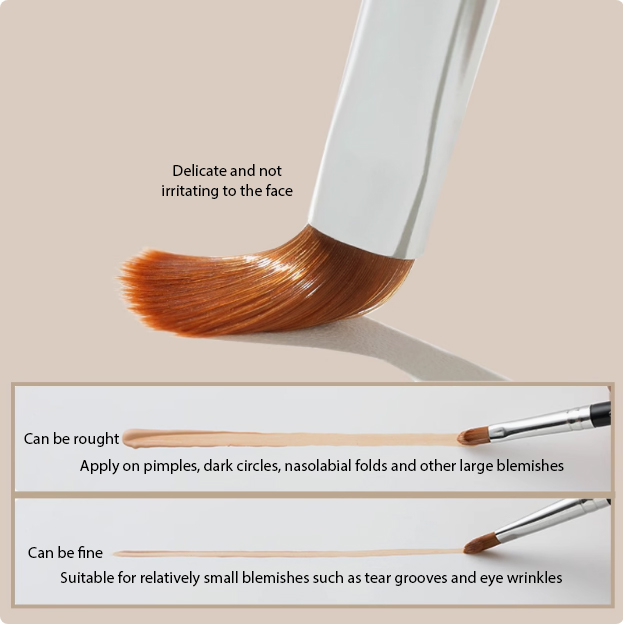 Delicate and not
irritating to the face
Can be rought
Apply on pimples, dark circles, nasolabial folds and other large blemishes
Can be fine
Suitable for relatively small blemishes such as tear grooves and eye wrinkles